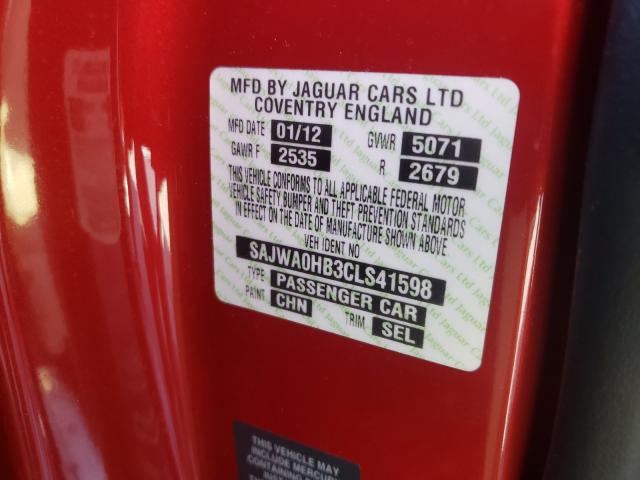 MFD BY JAGUAR CARS LTD
COVENTRY ENGLAND
MFD DATE 01/12 GVWR 5071
GAWR F 2535 R 2679
THIS VEHICLE CONFORMS TO ALL APPLICABLE FEDERAL MOTOR
VEHICLE SAFETY BUMPER AND THEFT PREVENTION STANDARDS
IN EFFECT ON THE DATE OF MANUFACTURE SHOWN ABOVE.
VEH IDENT NO
SAJWA0HB3CLS41598
TYPE PASSENGER CAR
PAINT CHN TRIM SEL
THIS VEHICLE MAY
INCLUDE MERCUR
CONTAINING